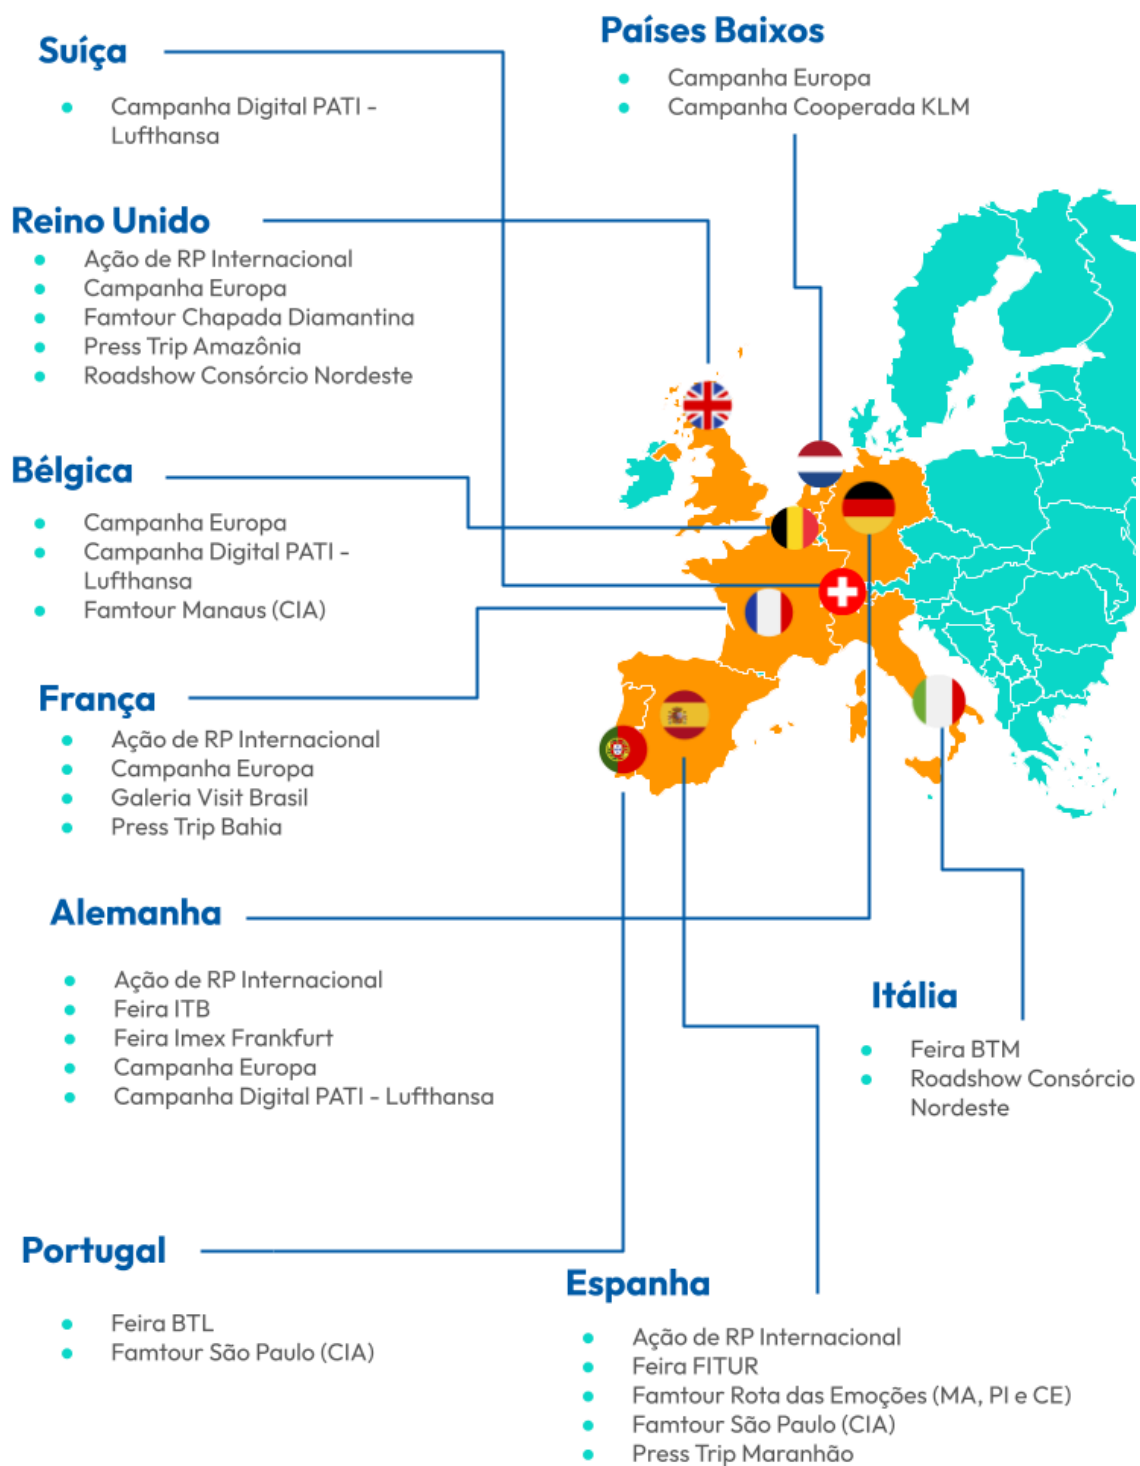 Suíça
Campanha Digital PATI -
Lufthansa
Países Baixos
Campanha Europa
Campanha Cooperada KLM
Reino Unido
Ação de RP Internacional
Campanha Europa
Famtour Chapada Diamantina
Press Trip Amazônia
Roadshow Consórcio Nordeste
Bélgica
Campanha Europa
Campanha Digital PATI -
Lufthansa
Famtour Manaus (CIA)
França
Ação de RP Internacional
Campanha Europa
Galeria Visit Brasil
Press Trip Bahia
Alemanha
Ação de RP Internacional
Feira ITB
Feira Imex Frankfurt
Campanha Europa
Campanha Digital PATI - Lufthansa
Itália
Feira BTM
Roadshow Consórcio
Nordeste
Portugal
Feira BTL
Famtour São Paulo (CIA)
Espanha
Ação de RP Internacional
Feira FITUR
Famtour Rota das Emoções (MA, PI e CE)
Famtour São Paulo (CIA)
Press Trip Maranhão